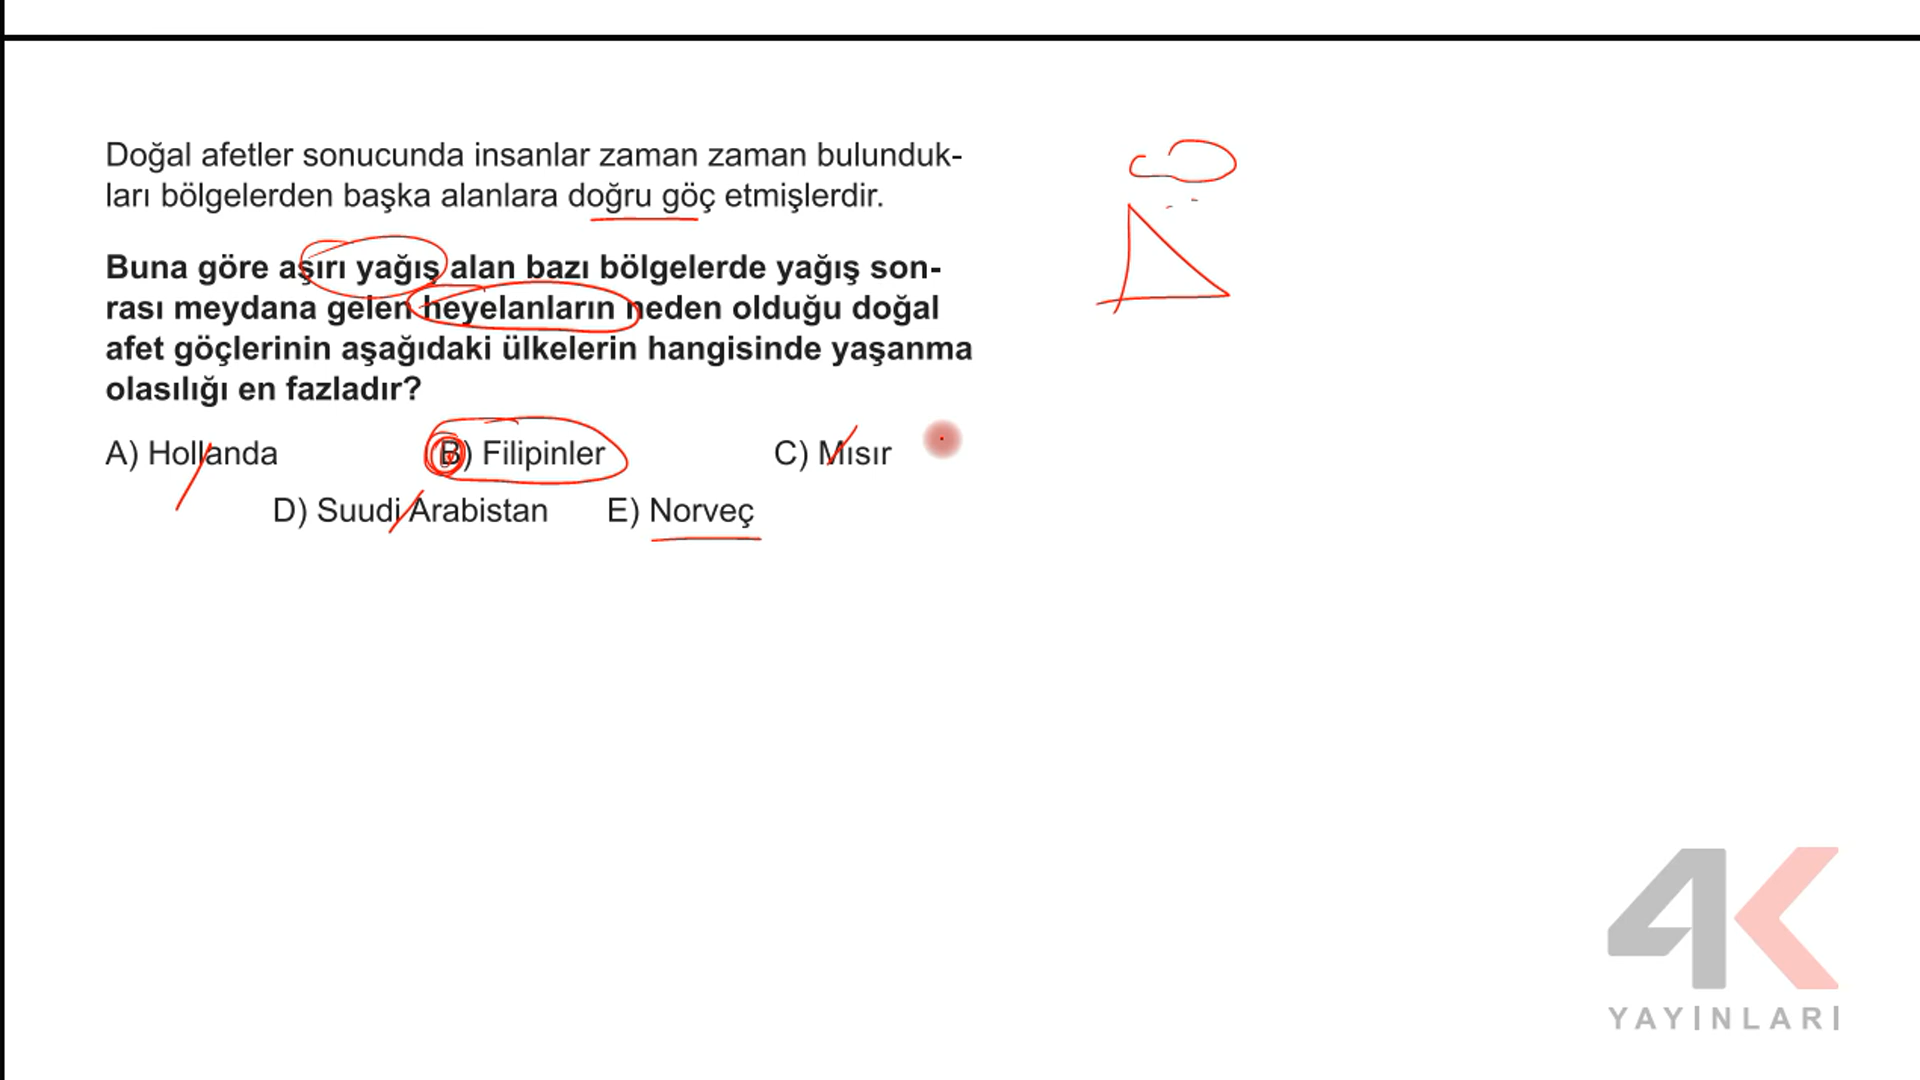 Doğal afetler sonucunda insanlar zaman zaman bulunduk-
ları bölgelerden başka alanlara doğru göç etmişlerdir.
Buna göre aşırı yağış alan bazı bölgelerde yağış son-
rası meydana gelen heyelanların neden olduğu doğal
afet göçlerinin aşağıdaki ülkelerin hangisinde yaşanma
olasılığı en fazladır?
A) Hollanda B) Filipinler C) Mısır
D) Suudi Arabistan E) Norveç
4K
YAYINLARI